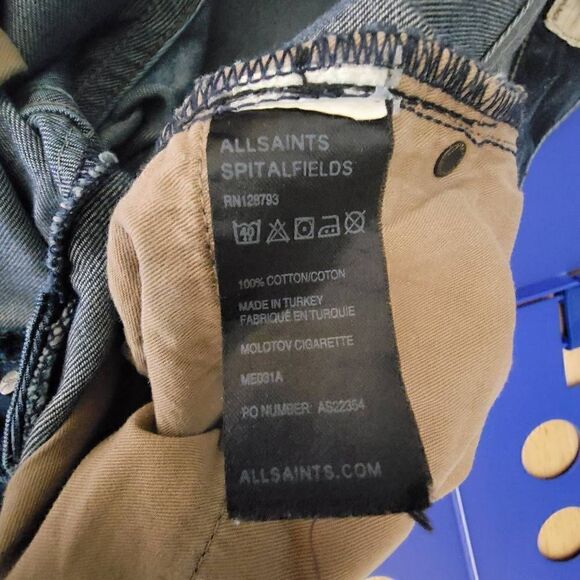 ALLSAINTS
SPITALFIELDS
RN128793
40
100% COTTON/COTON
MADE IN TURKEY
FABRIQUÉ EN TURQUIE
MOLOTOV CIGARETTE
ME031A
PO NUMBER: AS22354
ALLSAINTS.COM